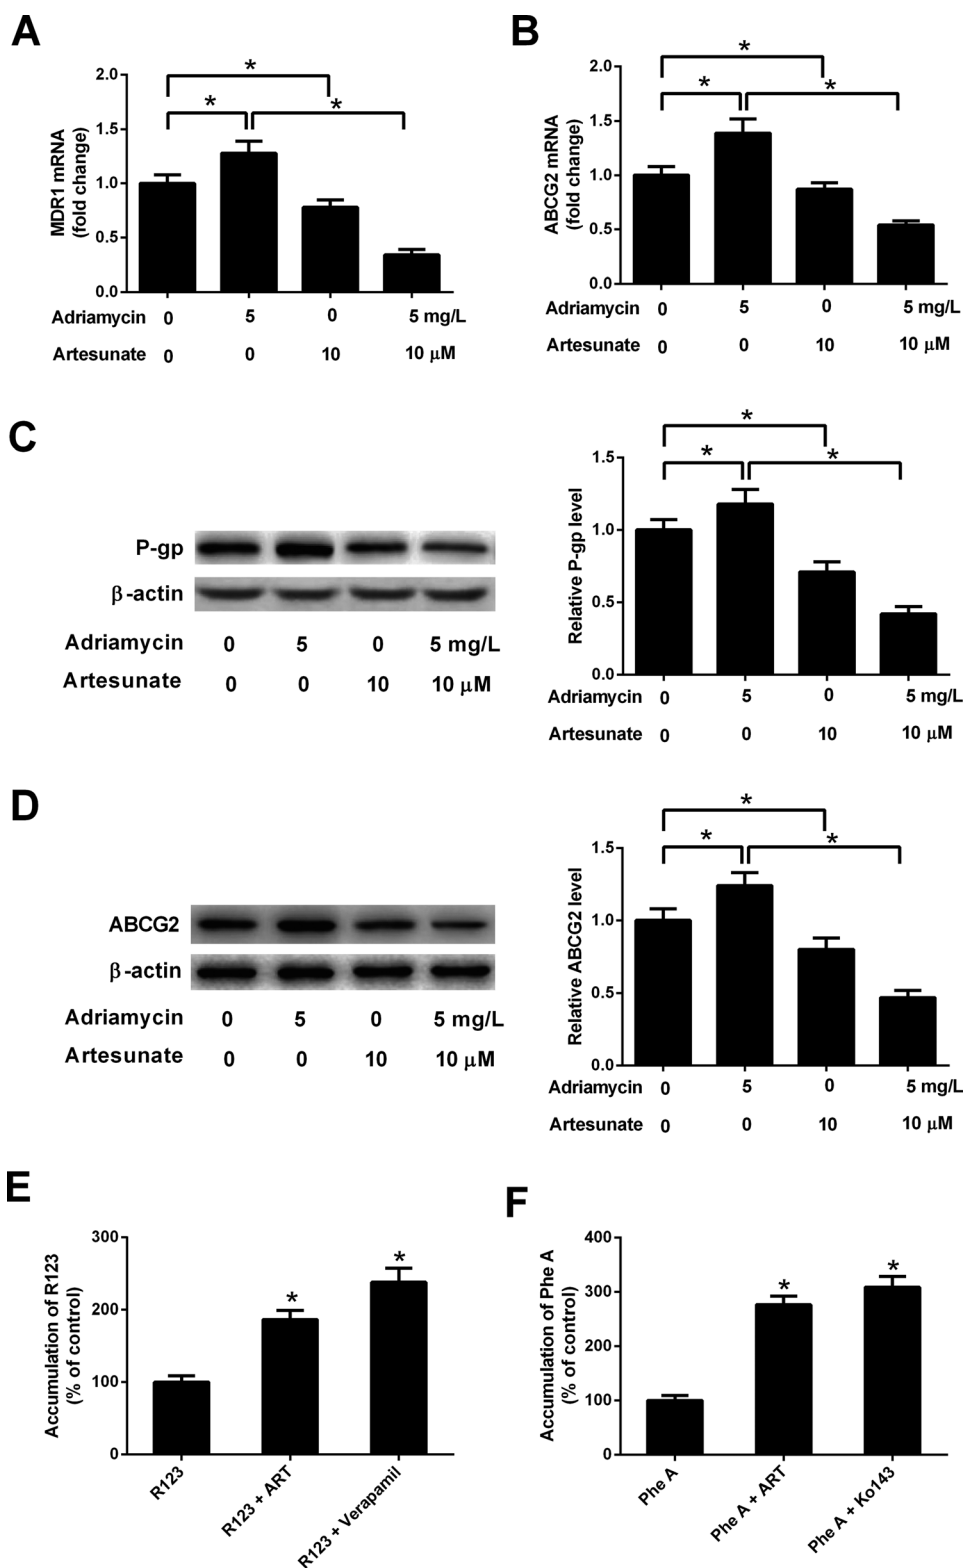 A
MDR1 mRNA
(fold change)
2.0
1.5
1.0
0.5
0.0
*
*
*
Adriamycin 0 5 0 5 mg/L
Artesunate 0 0 10 10 μM
B
ABCG2 mRNA
(fold change)
2.0
1.5
1.0
0.5
0.0
*
*
*
Adriamycin 0 5 0 5 mg/L
Artesunate 0 0 10 10 μM
C
P-gp
β-actin
Adriamycin 0 5 0 5 mg/L
Artesunate 0 0 10 10 μM
Relative P-gp level
1.5
1.0
0.5
0.0
*
*
*
Adriamycin 0 5 0 5 mg/L
Artesunate 0 0 10 10 μM
D
ABCG2
β-actin
Adriamycin 0 5 0 5 mg/L
Artesunate 0 0 10 10 μM
Relative ABCG2 level
1.5
1.0
0.5
0.0
*
*
*
Adriamycin 0 5 0 5 mg/L
Artesunate 0 0 10 10 μM
E
Accumulation of R123
(% of control)
300
200
100
0
*
*
R123
R123 + ART
R123 + Verapamil
F
Accumulation of Phe A
(% of control)
400
300
200
100
0
*
*
Phe A
Phe A + ART
Phe A + Ko143